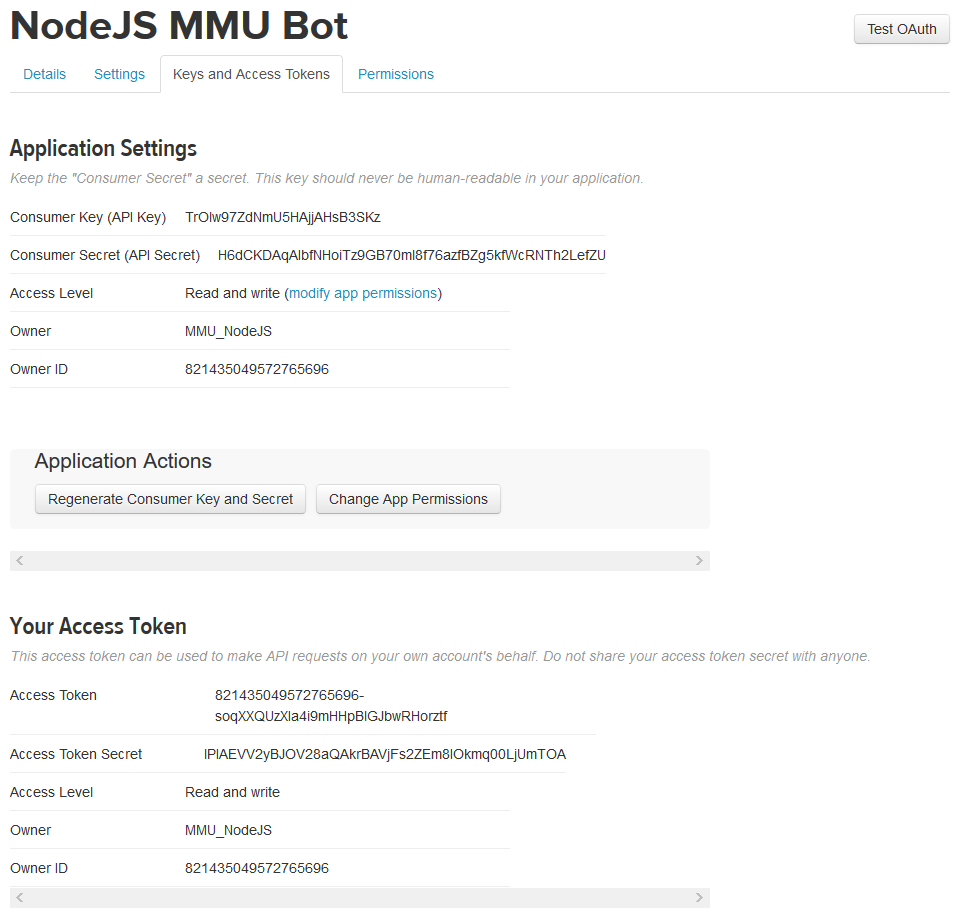 NodeJS MMU Bot
Test OAuth
Details Settings Keys and Access Tokens Permissions
Application Settings
Keep the "Consumer Secret" a secret. This key should never be human-readable in your application.
Consumer Key (API Key)
Consumer Secret (API Secret)
Access Level Read and write (modify app permissions)
Owner MMU_NodeJS
Owner ID 821435049572765696
Application Actions
Regenerate Consumer Key and Secret Change App Permissions
Your Access Token
This access token can be used to make API requests on your own account's behalf. Do not share your access token secret with anyone.
Access Token 821435049572765696-
Access Token Secret
Access Level Read and write
Owner MMU_NodeJS
Owner ID 821435049572765696